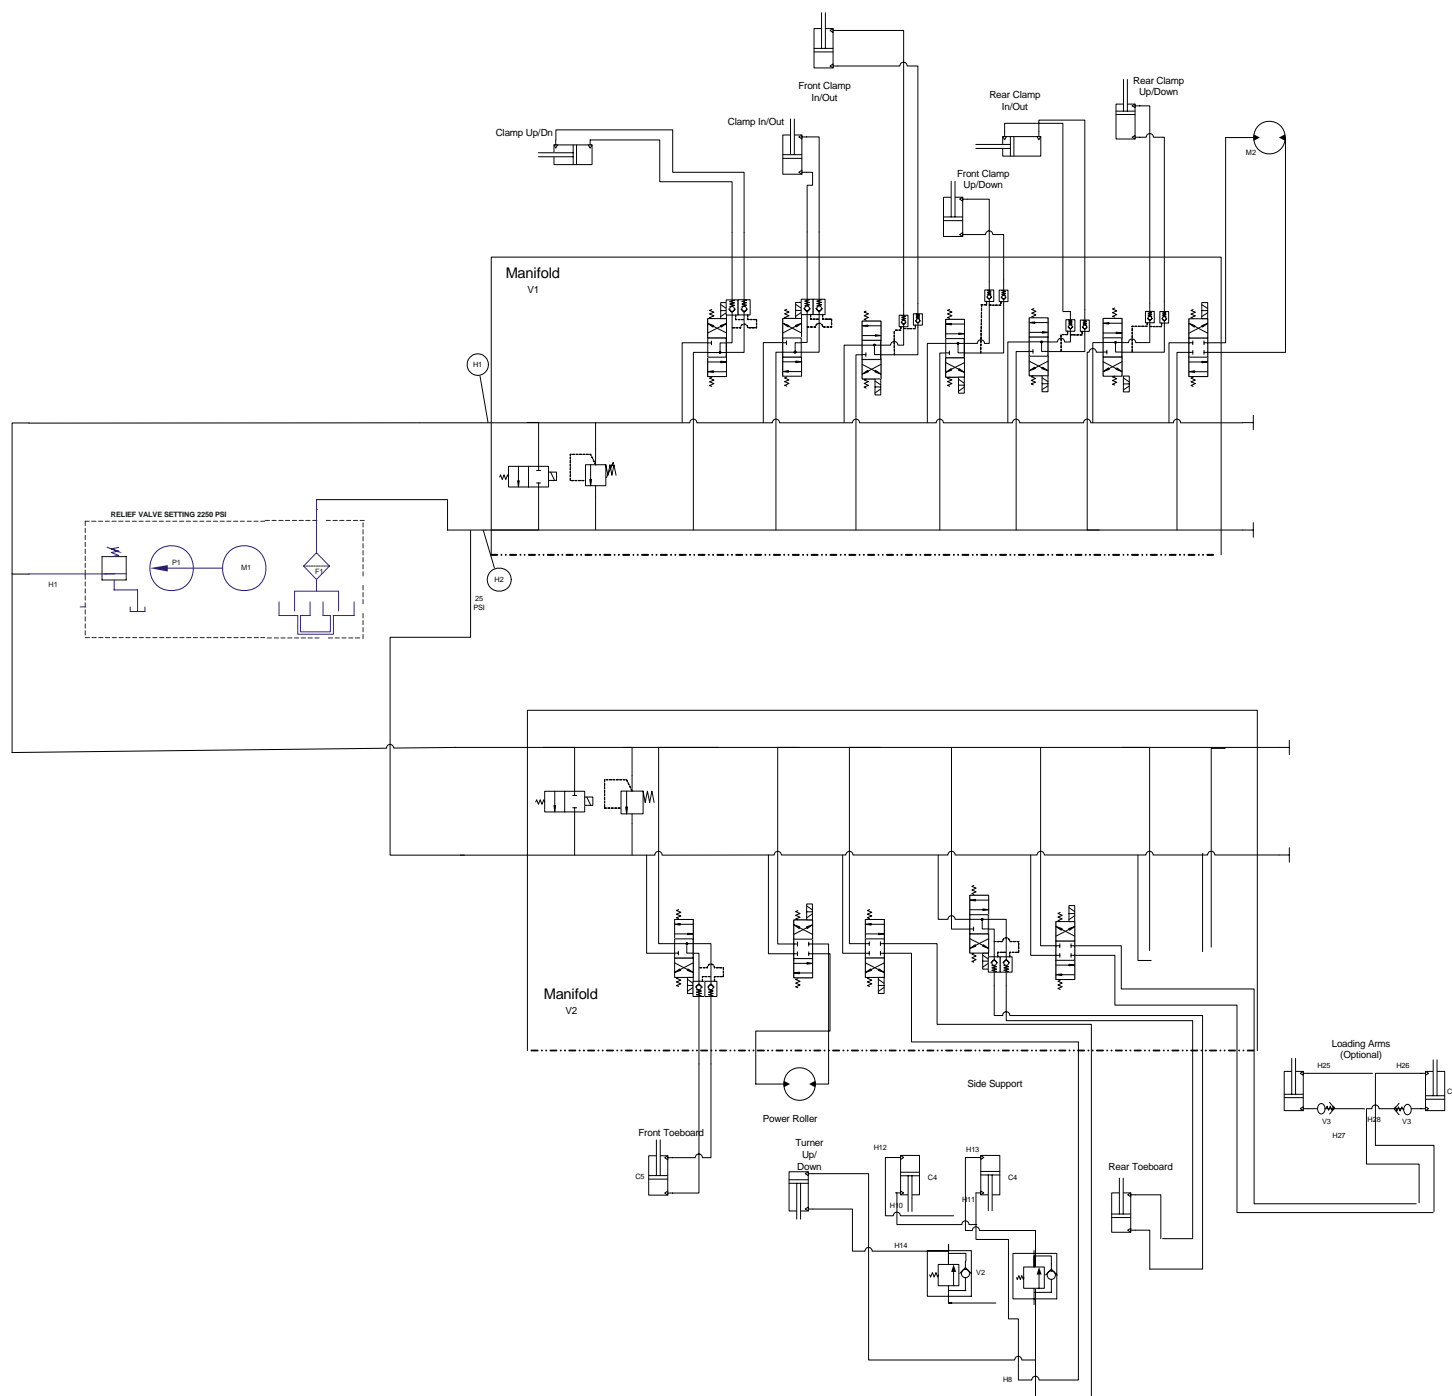 Front Clamp
In/Out
Rear Clamp
Up/Down
Rear Clamp
In/Out
Clamp Up/Dn
Clamp In/Out
M2
Front Clamp
Up/Down
Manifold
V1
H1
RELIEF VALVE SETTING 2250 PSI
P1
M1
F1
H1
H2
25
PSI
Manifold
V2
Loading Arms
(Optional)
H25
H26
C
V3
H28
V3
H27
Side Support
Power Roller
Front Toeboard
C5
Turner
Up/
Down
H12
C4
H13
C4
H10
H11
Rear Toeboard
H14
V2
H8